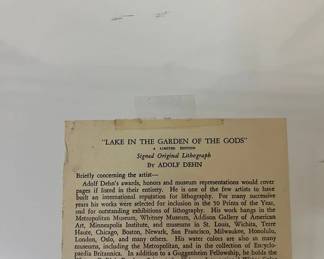 "LAKE IN THE GARDEN OF THE GODS"
A LIMITED EDITION
Signed Original Lithograph
BY ADOLF DEHN
Briefly concerning the artist—
Adolf Dehn's awards, honors and museum representations would cover
pages if listed in their entirety. He is one of the few artists to have
built an international reputation for lithography. For many successive
years his works were selected for inclusion in the 50 Prints of the Year,
and for outstanding exhibitions of lithography. His work hangs in the
Metropolitan Museum, Whitney Museum, Addison Gallery of American
Art, Minneapolis Institute, and museums in St. Louis, Wichita, Terre
Haute, Chicago, Boston, Newark, San Francisco, Milwaukee, Honolulu,
London, Oslo, and many others. His water colors are also in many
museums, including the Metropolitan, and in the collection of Encyclo-
paedia Britannica. In addition to a Guggenheim Fellowship, he holds the